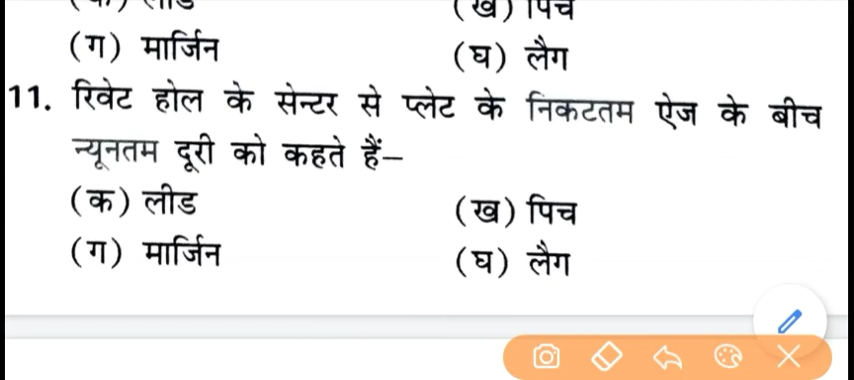 (ख) पिच
(ग) मार्जिन (घ) लैग
11. रिवेट होल के सेन्टर से प्लेट के निकटतम ऐज के बीच
न्यूनतम दूरी को कहते हैं–
(क) लीड (ख) पिच
(ग) मार्जिन (घ) लैग